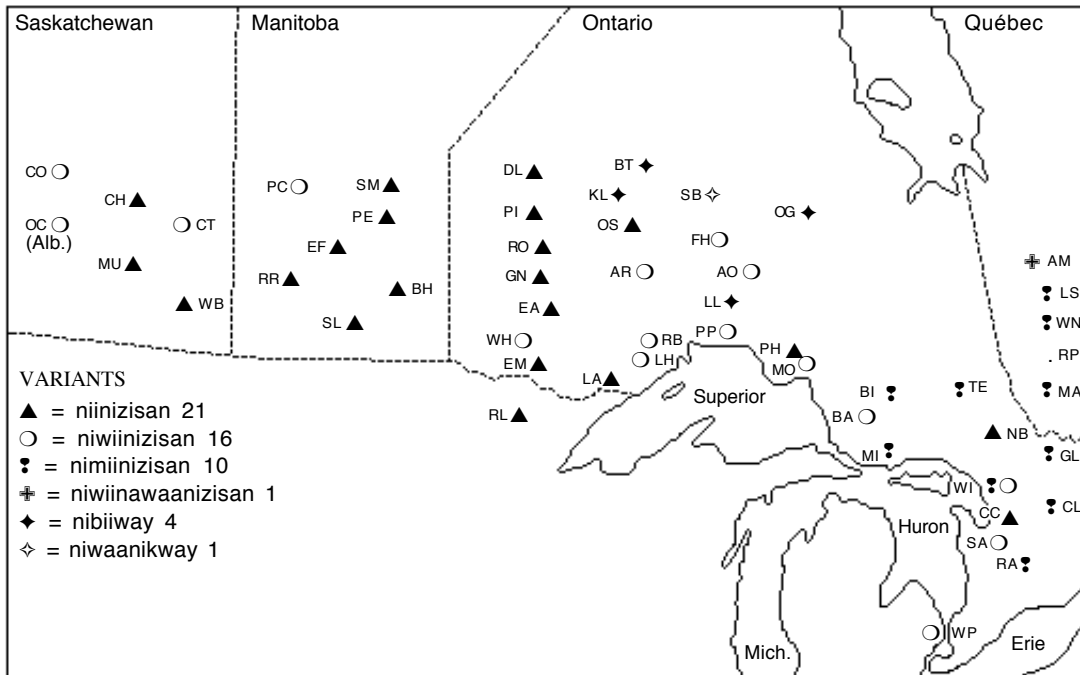 Saskatchewan Manitoba Ontario Québec
CO
CH
OC
(Alb.)
CT
MU
WB
PC
SM
PE
EF
RR
BH
SL
DL
BT
KL
SB
PI
OS
OG
RO
FH
GN
AR
AO
EA
LL
WH
RB
PP
EM
LH
PH
MO
LA
RL
AM
LS
WN
RP
MA
BI
TE
BA
NB
MI
GL
WI
CC
CL
SA
RA
WP
Superior
Huron
Mich.
Erie
VARIANTS
▲ = niinizisan 21
❍ = niwiinizisan 16
❢ = nimiinizisan 10
✙ = niwiinawaanizisan 1
✦ = nibiiway 4
✧ = niwaanikway 1